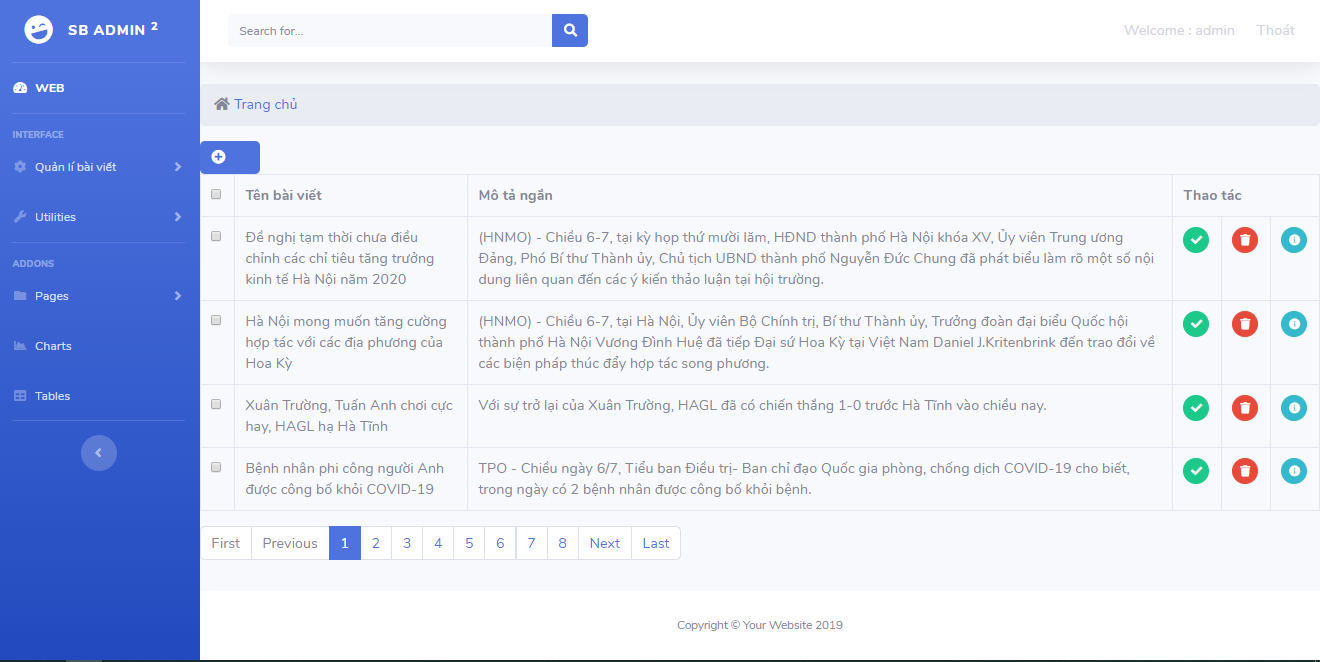 SB ADMIN 2
Search for...
Welcome : admin Thoát
WEB
Trang chủ
INTERFACE
Quản lí bài viết
Utilities
ADDONS
Pages
Charts
Tables
Tên bài viết
Mô tả ngắn
Thao tác
Đề nghị tạm thời chưa điều
chỉnh các chỉ tiêu tăng trưởng
kinh tế Hà Nội năm 2020
(HNMO) - Chiều 6-7, tại kỳ họp thứ mười lăm, HĐND thành phố Hà Nội khóa XV, Ủy viên Trung ương
Đảng, Phó Bí thư Thành ủy, Chủ tịch UBND thành phố Nguyễn Đức Chung đã phát biểu làm rõ một số nội
dung liên quan đến các ý kiến thảo luận tại hội trường.
Hà Nội mong muốn tăng cường
hợp tác với các địa phương của
Hoa Kỳ
(HNMO) - Chiều 6-7, tại Hà Nội, Ủy viên Bộ Chính trị, Bí thư Thành ủy, Trưởng đoàn đại biểu Quốc hội
thành phố Hà Nội Vương Đình Huệ đã tiếp Đại sứ Hoa Kỳ tại Việt Nam Daniel J.Kritenbrink đến trao đổi về
các biện pháp thúc đẩy hợp tác song phương.
Xuân Trường, Tuấn Anh chơi cực
hay, HAGL hạ Hà Tĩnh
Với sự trở lại của Xuân Trường, HAGL đã có chiến thắng 1-0 trước Hà Tĩnh vào chiều nay.
Bệnh nhân phi công người Anh
được công bố khỏi COVID-19
TPO - Chiều ngày 6/7, Tiểu ban Điều trị- Ban chỉ đạo Quốc gia phòng, chống dịch COVID-19 cho biết,
trong ngày có 2 bệnh nhân được công bố khỏi bệnh.
First Previous 1 2 3 4 5 6 7 8 Next Last
Copyright © Your Website 2019